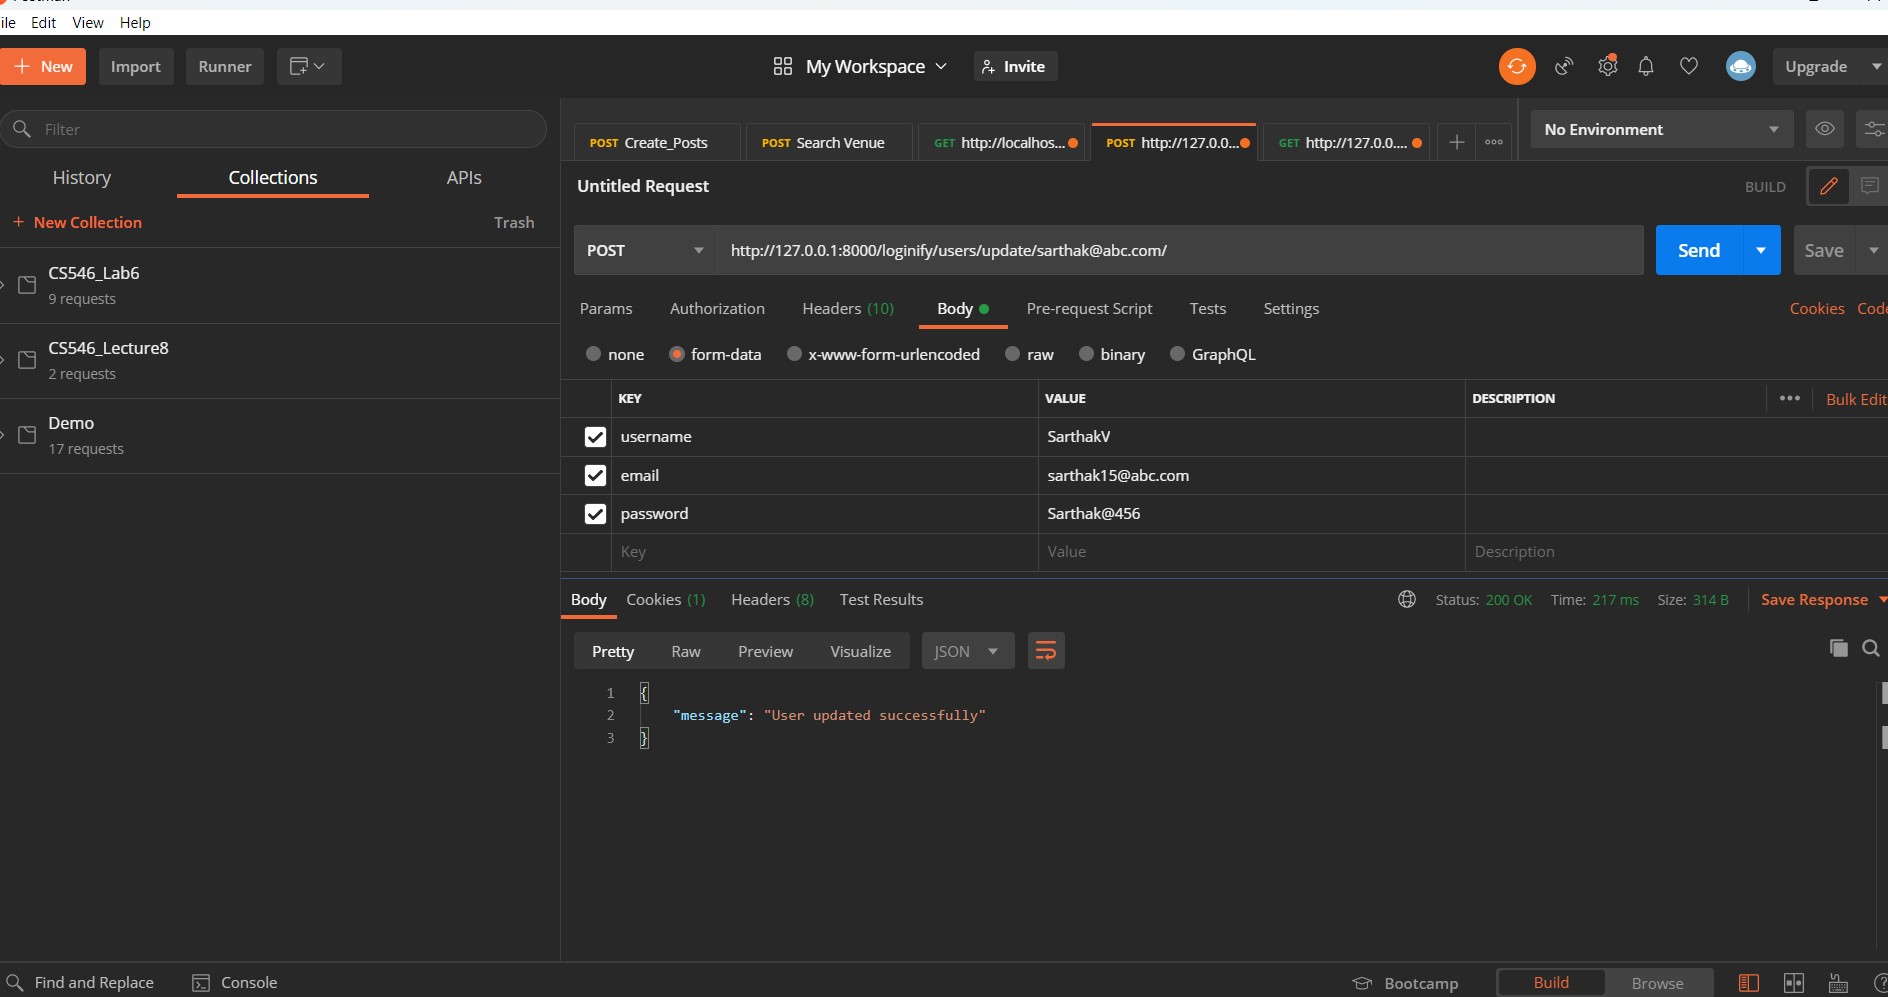 Edit View Help
New Import Runner My Workspace Invite Upgrade
Filter
POST Create_Posts POST Search Venue GET http://localhos... POST http://127.0.0... GET http://127.0.0.... No Environment
History Collections APIs
Untitled Request BUILD
+ New Collection Trash
POST http://127.0.0.1:8000/loginify/users/update/sarthak@abc.com/ Send Save
CS546_Lab6
9 requests
Params Authorization Headers (10) Body Pre-request Script Tests Settings Cookies Code
CS546_Lecture8
2 requests
none form-data x-www-form-urlencoded raw binary GraphQL
KEY VALUE DESCRIPTION Bulk Edit
Demo
17 requests
username SarthakV
email sarthak15@abc.com
password Sarthak@456
Key Value Description
Body Cookies (1) Headers (8) Test Results Status: 200 OK Time: 217 ms Size: 314 B Save Response
Pretty Raw Preview Visualize JSON
1 {
2 "message": "User updated successfully"
3 }
Find and Replace Console Bootcamp Build Browse